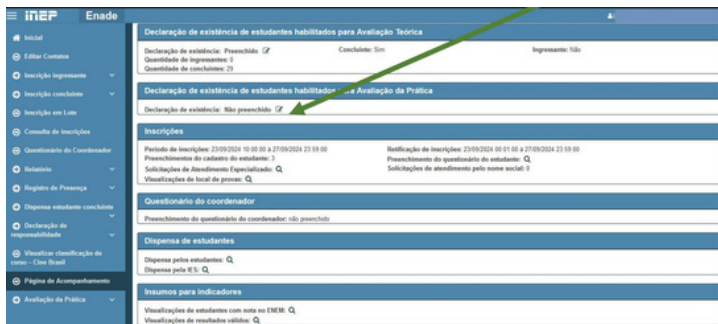 inep Enade
Inicial
Editar Contatos
Inscrição ingressante
Inscrição concluinte
Inscrição em Lote
Consulta de inscrições
Questionário do Coordenador
Relatório
Registro de Presença
Dispensa estudante concluinte
Declaração de
responsabilidade
Visualizar classificação do
curso – Cine Brasil
Página de Acompanhamento
Avaliação da Prática
Declaração de existência de estudantes habilitados para Avaliação Teórica
Declaração de existência: Preenchido Concluinte: Sim Ingressante: Não
Quantidade de ingressantes: 0
Quantidade de concluintes: 29
Declaração de existência de estudantes habilitados para Avaliação da Prática
Declaração de existência: Não preenchido
Inscrições
Período de inscrições: 23/09/2024 10:00:00 à 27/09/2024 23:59:00 Retificação de inscrições: 23/09/2024 00:01:00 à 27/09/2024 23:59:00
Preenchimentos do cadastro do estudante: 3 Preenchimento do questionário do estudante:
Solicitações de Atendimento Especializado: Solicitações de atendimento pelo nome social: 0
Visualizações de local de provas:
Questionário do coordenador
Preenchimento do questionário do coordenador: não preenchido
Dispensa de estudantes
Dispensa pelos estudantes:
Dispensa pela IES:
Insumos para indicadores
Visualizações de estudantes com nota no ENEM:
Visualizações de resultados válidos: